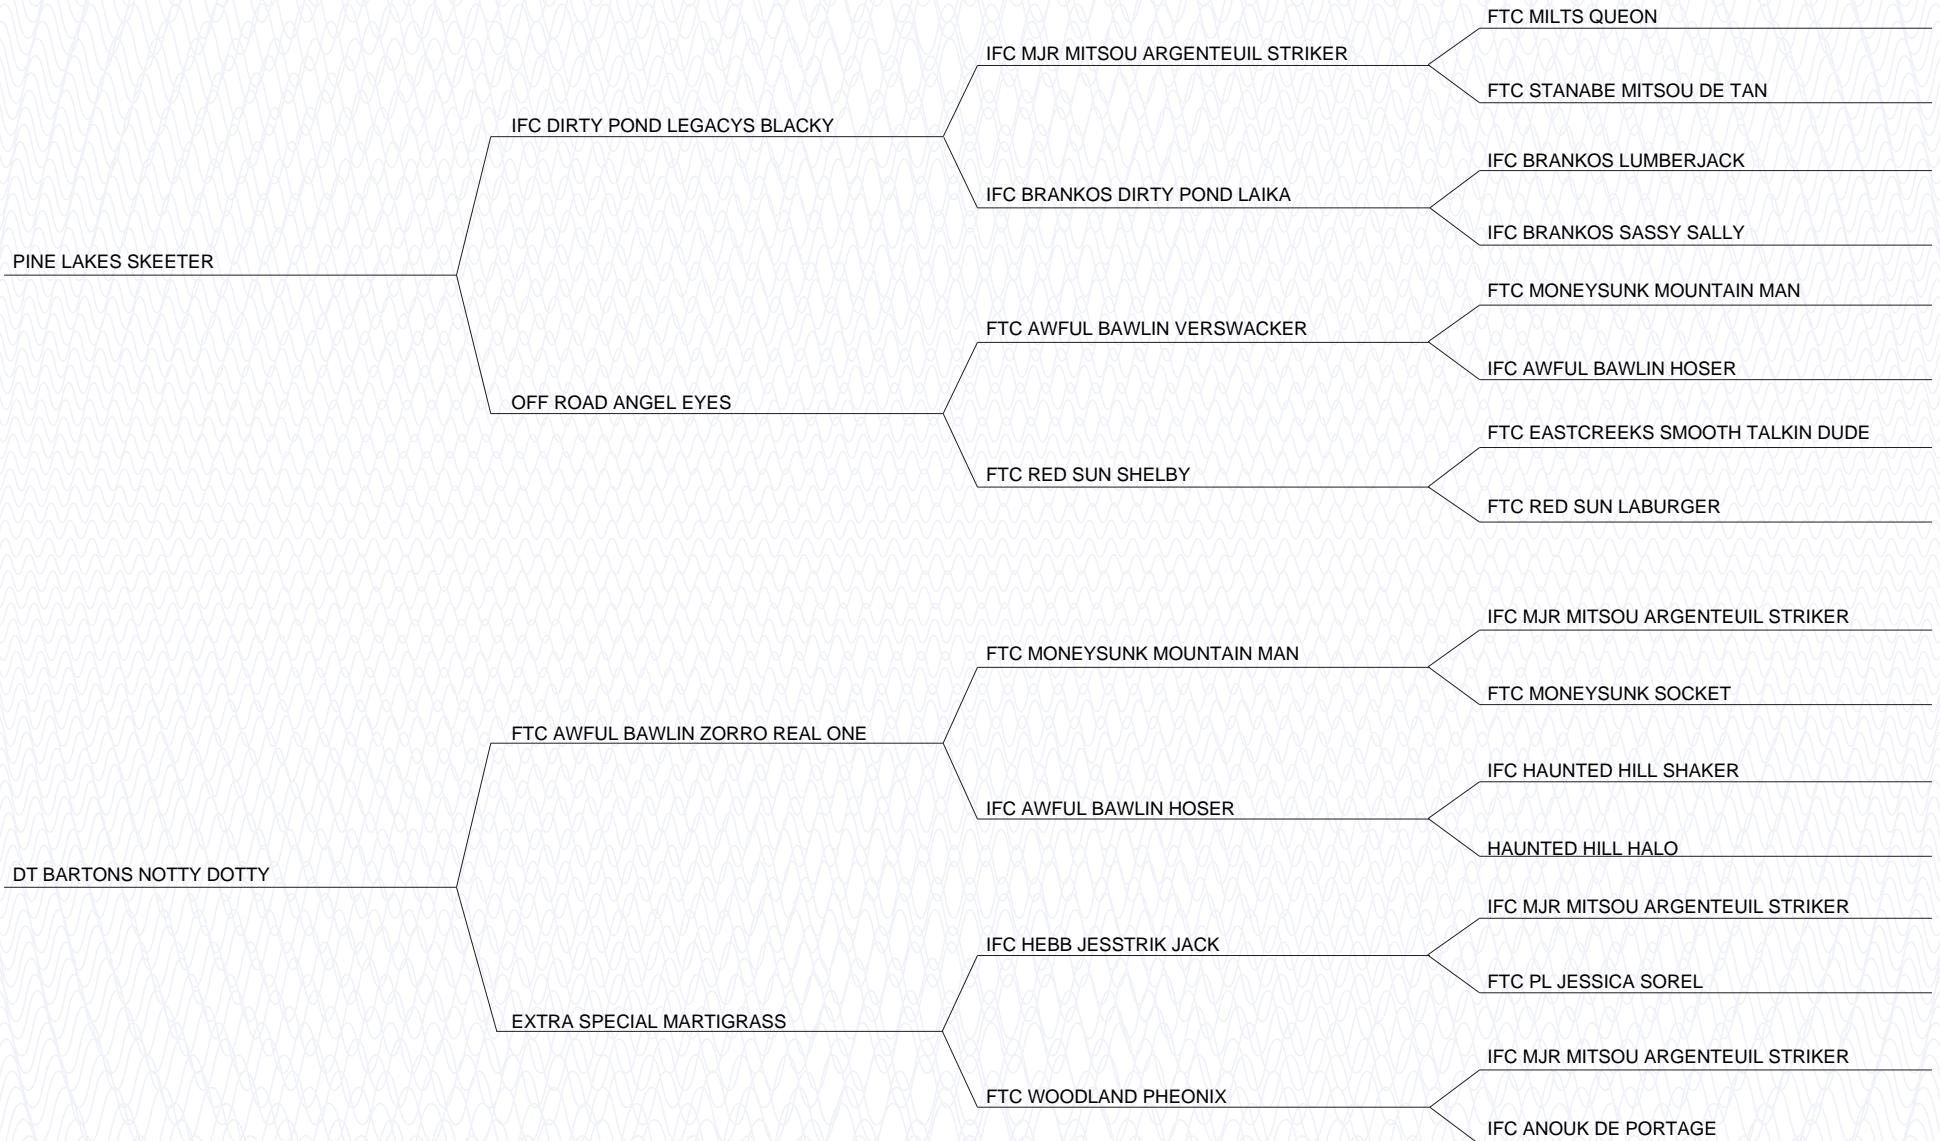 FTC MILTS QUEON
IFC MJR MITSOU ARGENTEUIL STRIKER
FTC STANABE MITSOU DE TAN
IFC DIRTY POND LEGACYS BLACKY
IFC BRANKOS LUMBERJACK
IFC BRANKOS DIRTY POND LAIKA
IFC BRANKOS SASSY SALLY
PINE LAKES SKEETER
FTC MONEYSUNK MOUNTAIN MAN
FTC AWFUL BAWLIN VERSWACKER
IFC AWFUL BAWLIN HOSER
OFF ROAD ANGEL EYES
FTC EASTCREEKS SMOOTH TALKIN DUDE
FTC RED SUN SHELBY
FTC RED SUN LABURGER
IFC MJR MITSOU ARGENTEUIL STRIKER
FTC MONEYSUNK MOUNTAIN MAN
FTC MONEYSUNK SOCKET
FTC AWFUL BAWLIN ZORRO REAL ONE
IFC HAUNTED HILL SHAKER
IFC AWFUL BAWLIN HOSER
HAUNTED HILL HALO
DT BARTONS NOTTY DOTTY
IFC MJR MITSOU ARGENTEUIL STRIKER
IFC HEBB JESSTRIK JACK
FTC PL JESSICA SOREL
EXTRA SPECIAL MARTIGRASS
IFC MJR MITSOU ARGENTEUIL STRIKER
FTC WOODLAND PHEONIX
IFC ANOUK DE PORTAGE